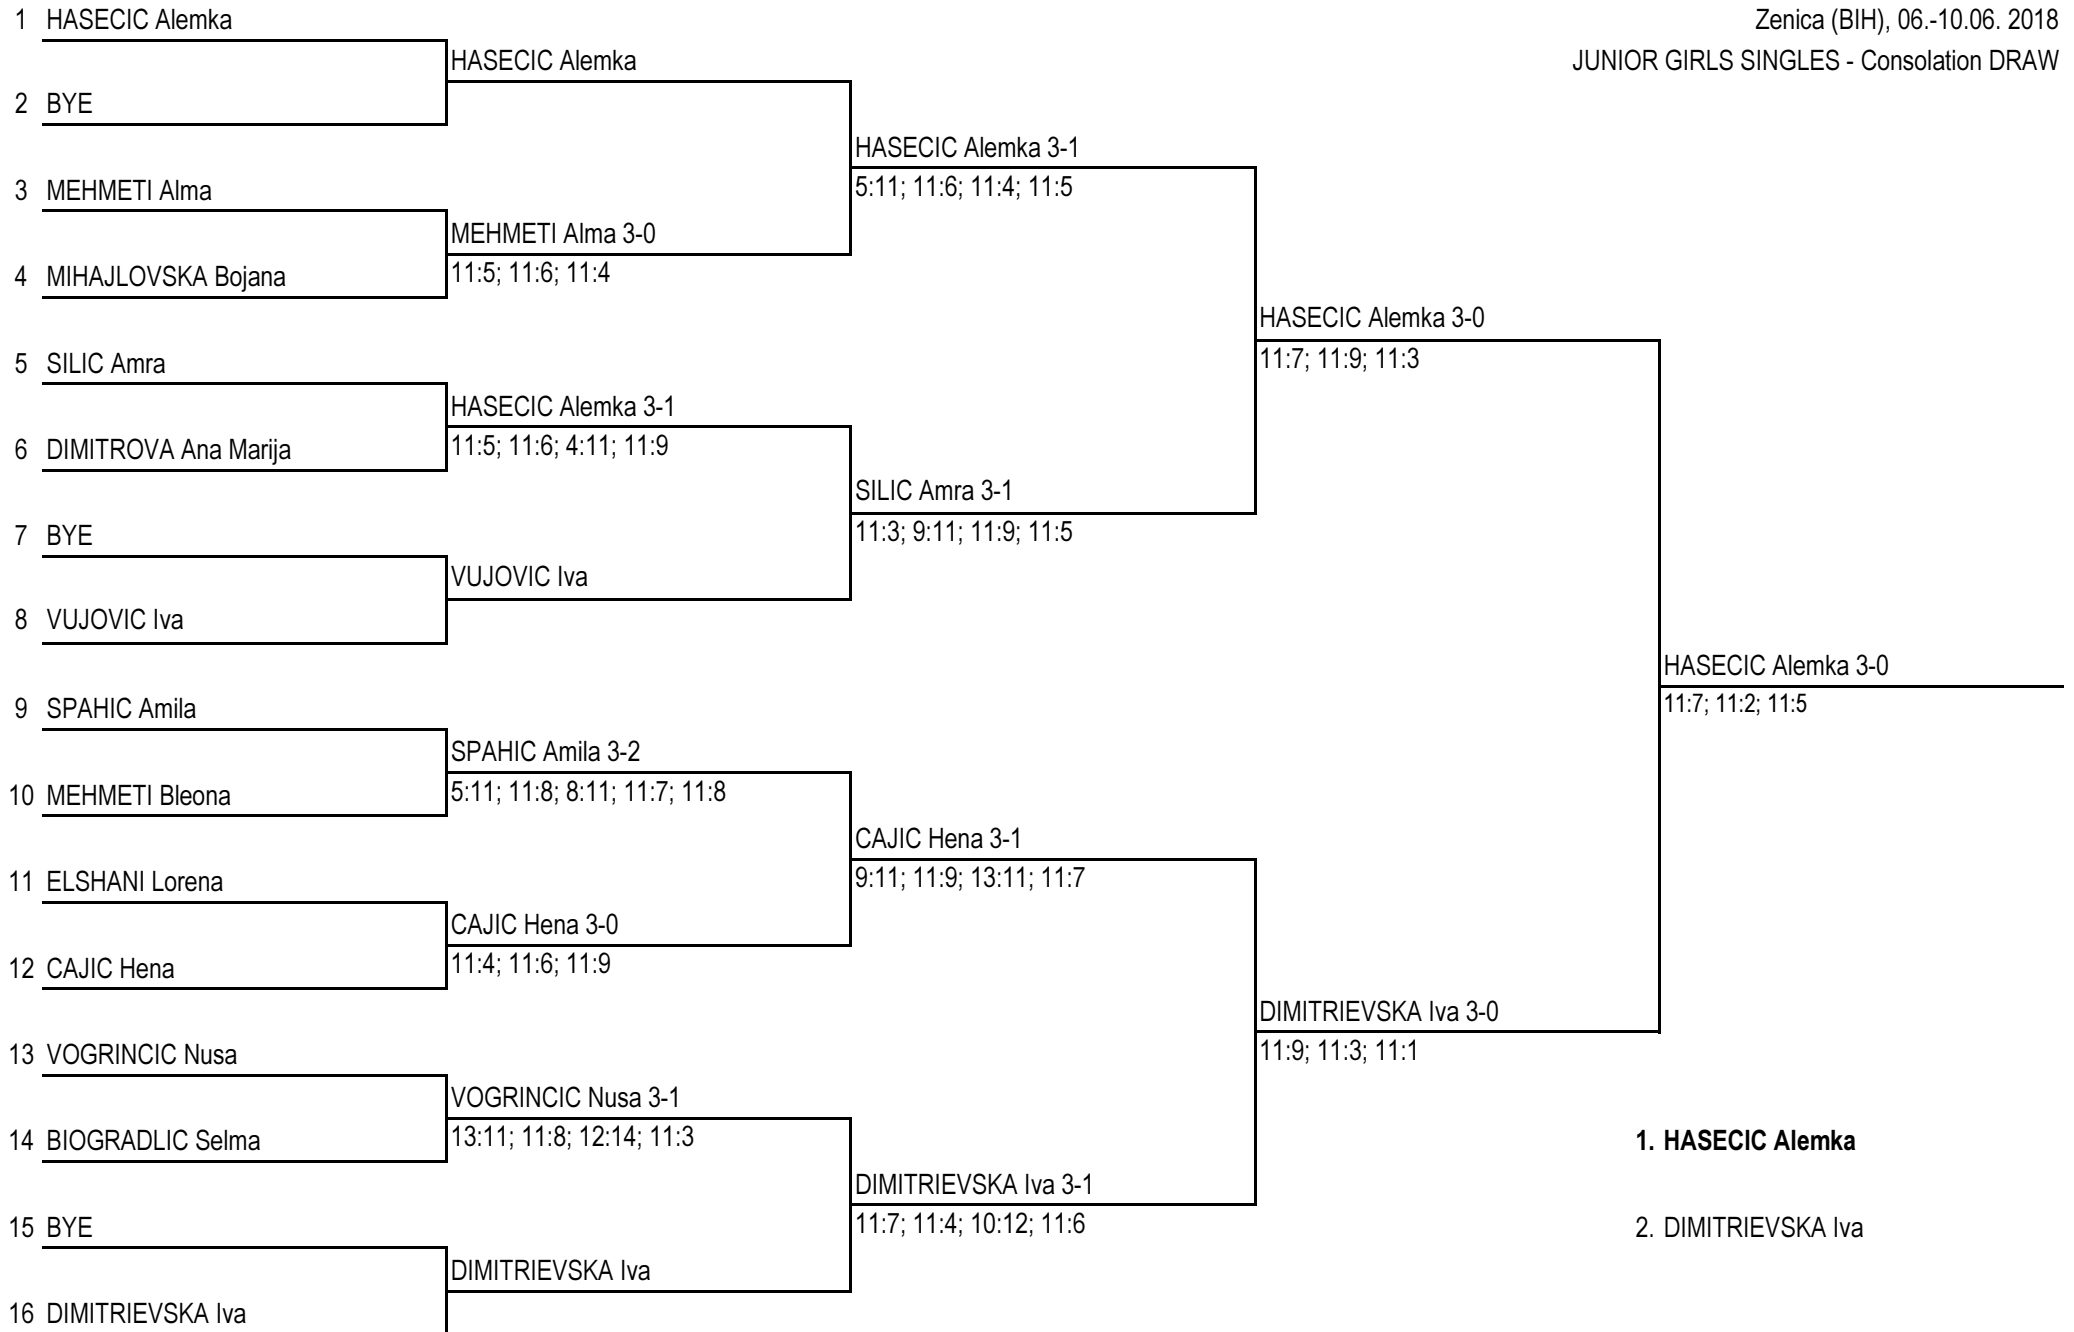 Zenica (BIH), 06.-10.06. 2018
JUNIOR GIRLS SINGLES - Consolation DRAW
1 HASECIC Alemka
HASECIC Alemka
2 BYE
HASECIC Alemka 3-1
5:11; 11:6; 11:4; 11:5
3 MEHMETI Alma
MEHMETI Alma 3-0
11:5; 11:6; 11:4
4 MIHAJLOVSKA Bojana
HASECIC Alemka 3-0
11:7; 11:9; 11:3
5 SILIC Amra
HASECIC Alemka 3-1
11:5; 11:6; 4:11; 11:9
6 DIMITROVA Ana Marija
SILIC Amra 3-1
11:3; 9:11; 11:9; 11:5
7 BYE
VUJOVIC Iva
8 VUJOVIC Iva
HASECIC Alemka 3-0
11:7; 11:2; 11:5
9 SPAHIC Amila
SPAHIC Amila 3-2
5:11; 11:8; 8:11; 11:7; 11:8
10 MEHMETI Bleona
CAJIC Hena 3-1
9:11; 11:9; 13:11; 11:7
11 ELSHANI Lorena
CAJIC Hena 3-0
11:4; 11:6; 11:9
12 CAJIC Hena
DIMITRIEVSKA Iva 3-0
11:9; 11:3; 11:1
13 VOGRINCIC Nusa
VOGRINCIC Nusa 3-1
13:11; 11:8; 12:14; 11:3
14 BIOGRADLIC Selma
DIMITRIEVSKA Iva 3-1
11:7; 11:4; 10:12; 11:6
15 BYE
DIMITRIEVSKA Iva
16 DIMITRIEVSKA Iva
1. HASECIC Alemka
2. DIMITRIEVSKA Iva